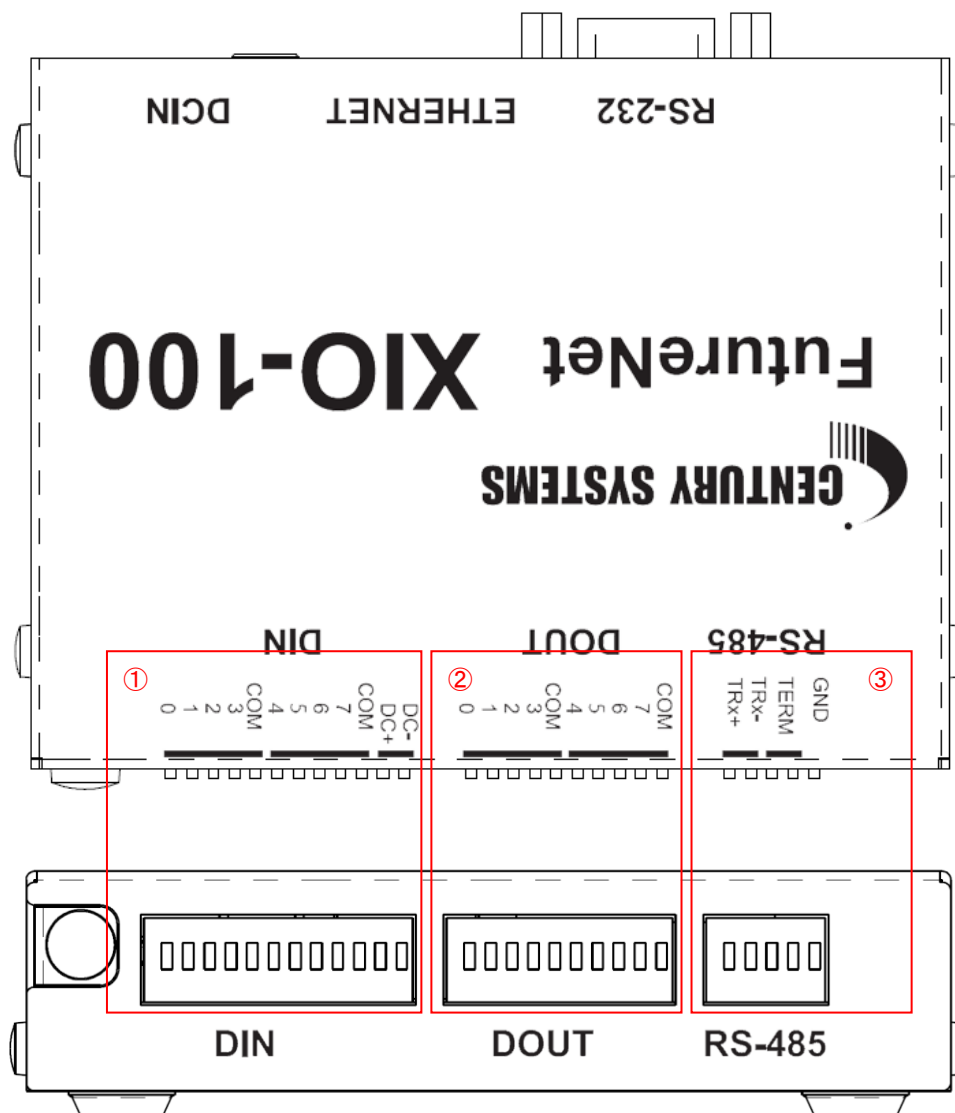 DCIN ETHERNET RS-232
XIO-100 FutureNet
CENTURY SYSTEMS
DIN DOUT RS-485
① ② ③
0 1 2 3 COM 4 5 6 7 COM DC+ DC-
0 1 2 3 COM 4 5 6 7 COM
TRx+ TRx- TERM GND
DIN DOUT RS-485